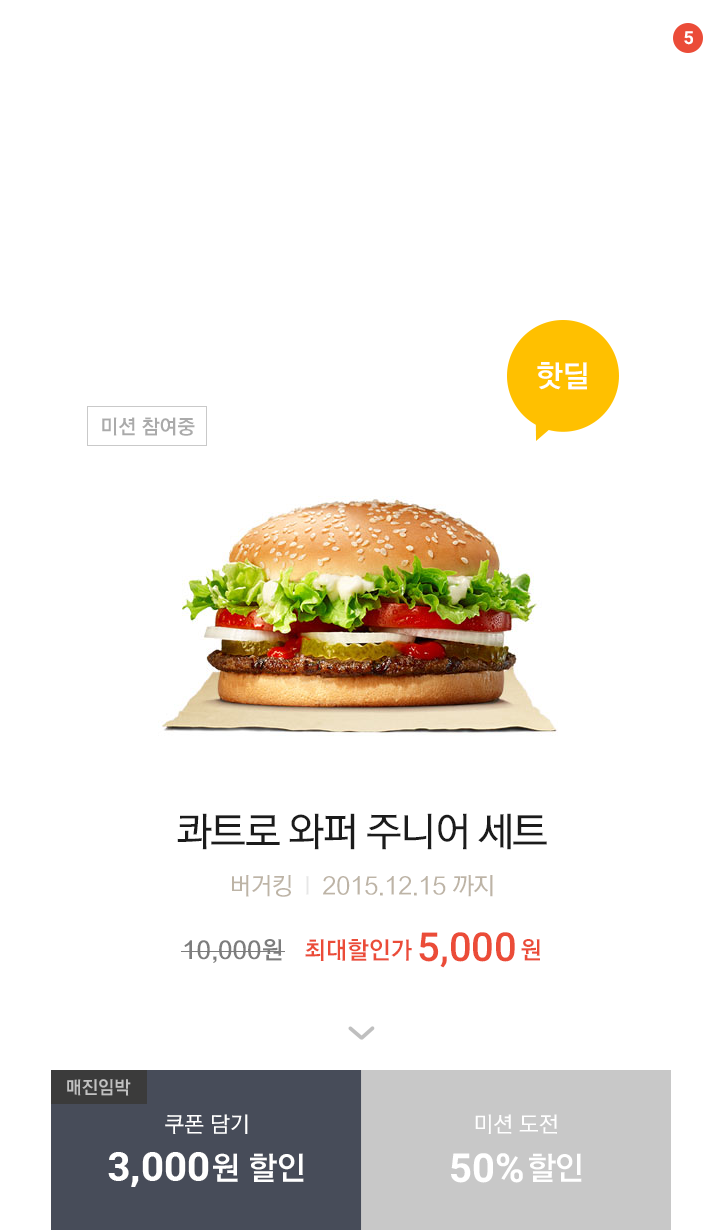 5
핫딜
미션 참여중
콰트로 와퍼 주니어 세트
버거킹 | 2015.12.15 까지
10,000원 최대할인가 5,000 원
매진임박
쿠폰 담기
3,000원 할인
미션 도전
50% 할인